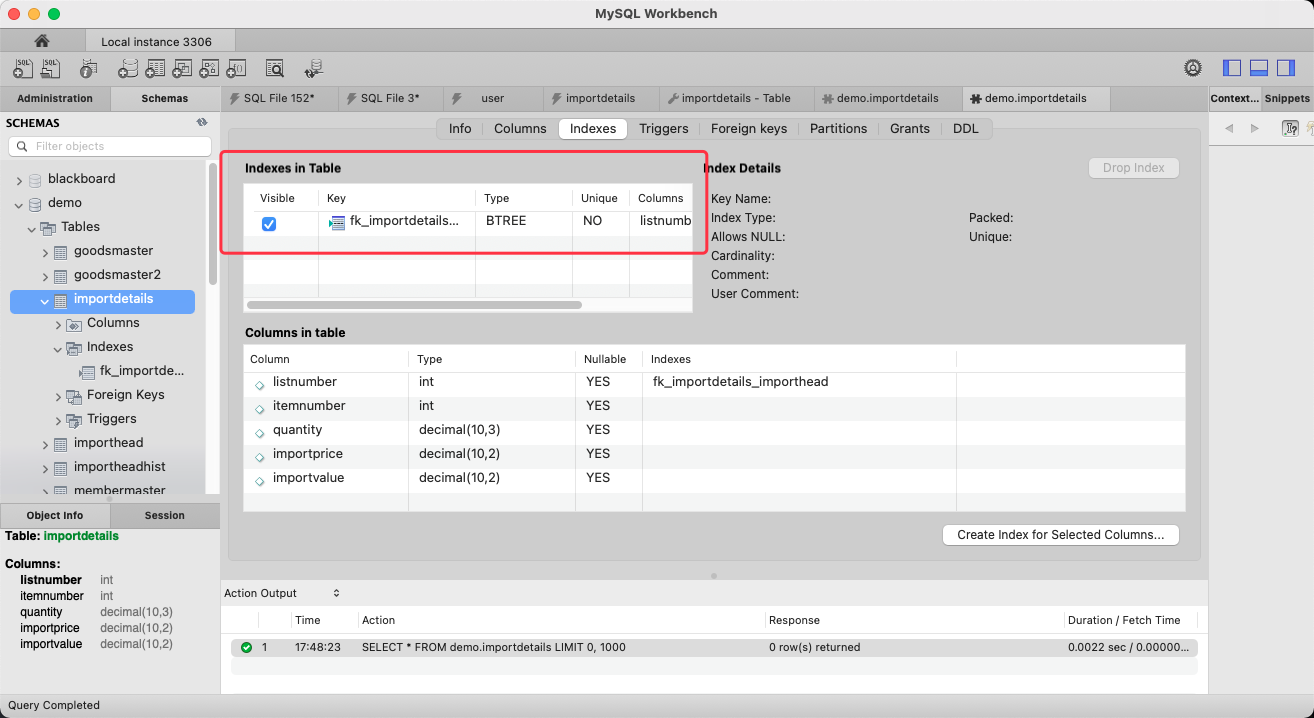 MySQL Workbench
Local instance 3306
Administration Schemas SQL File 152* SQL File 3* user importdetails importdetails - Table demo.importdetails demo.importdetails Context... Snippets
SCHEMAS
Filter objects
blackboard
demo
Tables
goodsmaster
goodsmaster2
importdetails
Columns
Indexes
fk_importde...
Foreign Keys
Triggers
importhead
importheadhist
membermaster
Object Info Session
Table: importdetails
Columns:
listnumber int
itemnumber int
quantity decimal(10,3)
importprice decimal(10,2)
importvalue decimal(10,2)
Info Columns Indexes Triggers Foreign keys Partitions Grants DDL
Indexes in Table
Visible Key Type Unique Columns
fk_importdetails... BTREE NO listnumb
Index Details
Drop Index
Key Name:
Index Type: Packed:
Allows NULL: Unique:
Cardinality:
Comment:
User Comment:
Columns in table
Column Type Nullable Indexes
listnumber int YES fk_importdetails_importhead
itemnumber int YES
quantity decimal(10,3) YES
importprice decimal(10,2) YES
importvalue decimal(10,2) YES
Create Index for Selected Columns...
Action Output
Time Action Response Duration / Fetch Time
1 17:48:23 SELECT * FROM demo.importdetails LIMIT 0, 1000 0 row(s) returned 0.0022 sec / 0.00000...
Query Completed